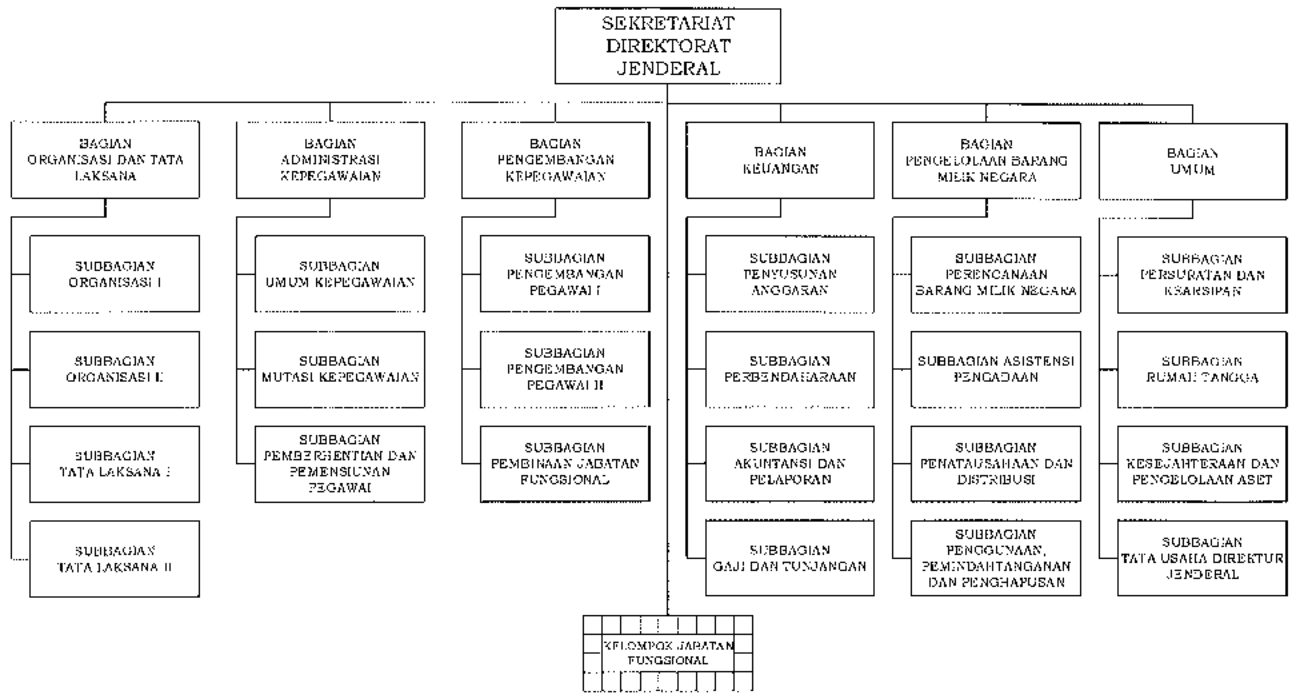 SEKRETARIAT
DIREKTORAT
JENDERAL
BAGIAN
ORGANISASI DAN TATA
LAKSANA
BAGIAN
ADMINISTRASI
KEPEGAWAIAN
BAGIAN
PENGEMBANGAN
KEPEGAWAIAN
BAGIAN
KEUANGAN
BAGIAN
PENGELOLAAN BARANG
MILIK NEGARA
BAGIAN
UMUM
SUBBAGIAN
ORGANISASI I
SUBBAGIAN
UMUM KEPEGAWAIAN
SUBBAGIAN
PENGEMBANGAN
PEGAWAI I
SUBBAGIAN
PENYUSUNAN
ANGGARAN
SUBBAGIAN
PERENCANAAN
BARANG MILIK NEGARA
SUBBAGIAN
PERSURATAN DAN
KEARSIPAN
SUBBAGIAN
ORGANISASI II
SUBBAGIAN
MUTASI KEPEGAWAIAN
SUBBAGIAN
PENGEMBANGAN
PEGAWAI II
SUBBAGIAN
PERBENDAHARAAN
SUBBAGIAN ASISTENSI
PENGADAAN
SUBBAGIAN
RUMAH TANGGA
SUBBAGIAN
TATA LAKSANA I
SUBBAGIAN
PEMBERHENTIAN DAN
PEMENSIUNAN
PEGAWAI
SUBBAGIAN
PEMBINAAN JABATAN
FUNGSIONAL
SUBBAGIAN
AKUNTANSI DAN
PELAPORAN
SUBBAGIAN
PENATAUSAHAAN DAN
DISTRIBUSI
SUBBAGIAN
KESEJAHTERAAN DAN
PENGELOLAAN ASET
SUBBAGIAN
TATA LAKSANA II
SUBBAGIAN
GAJI DAN TUNJANGAN
SUBBAGIAN
PENGGUNAAN,
PEMINDAHTANGANAN
DAN PENGHAPUSAN
SUBBAGIAN
TATA USAHA DIREKTUR
JENDERAL
KELOMPOK JABATAN
FUNGSIONAL